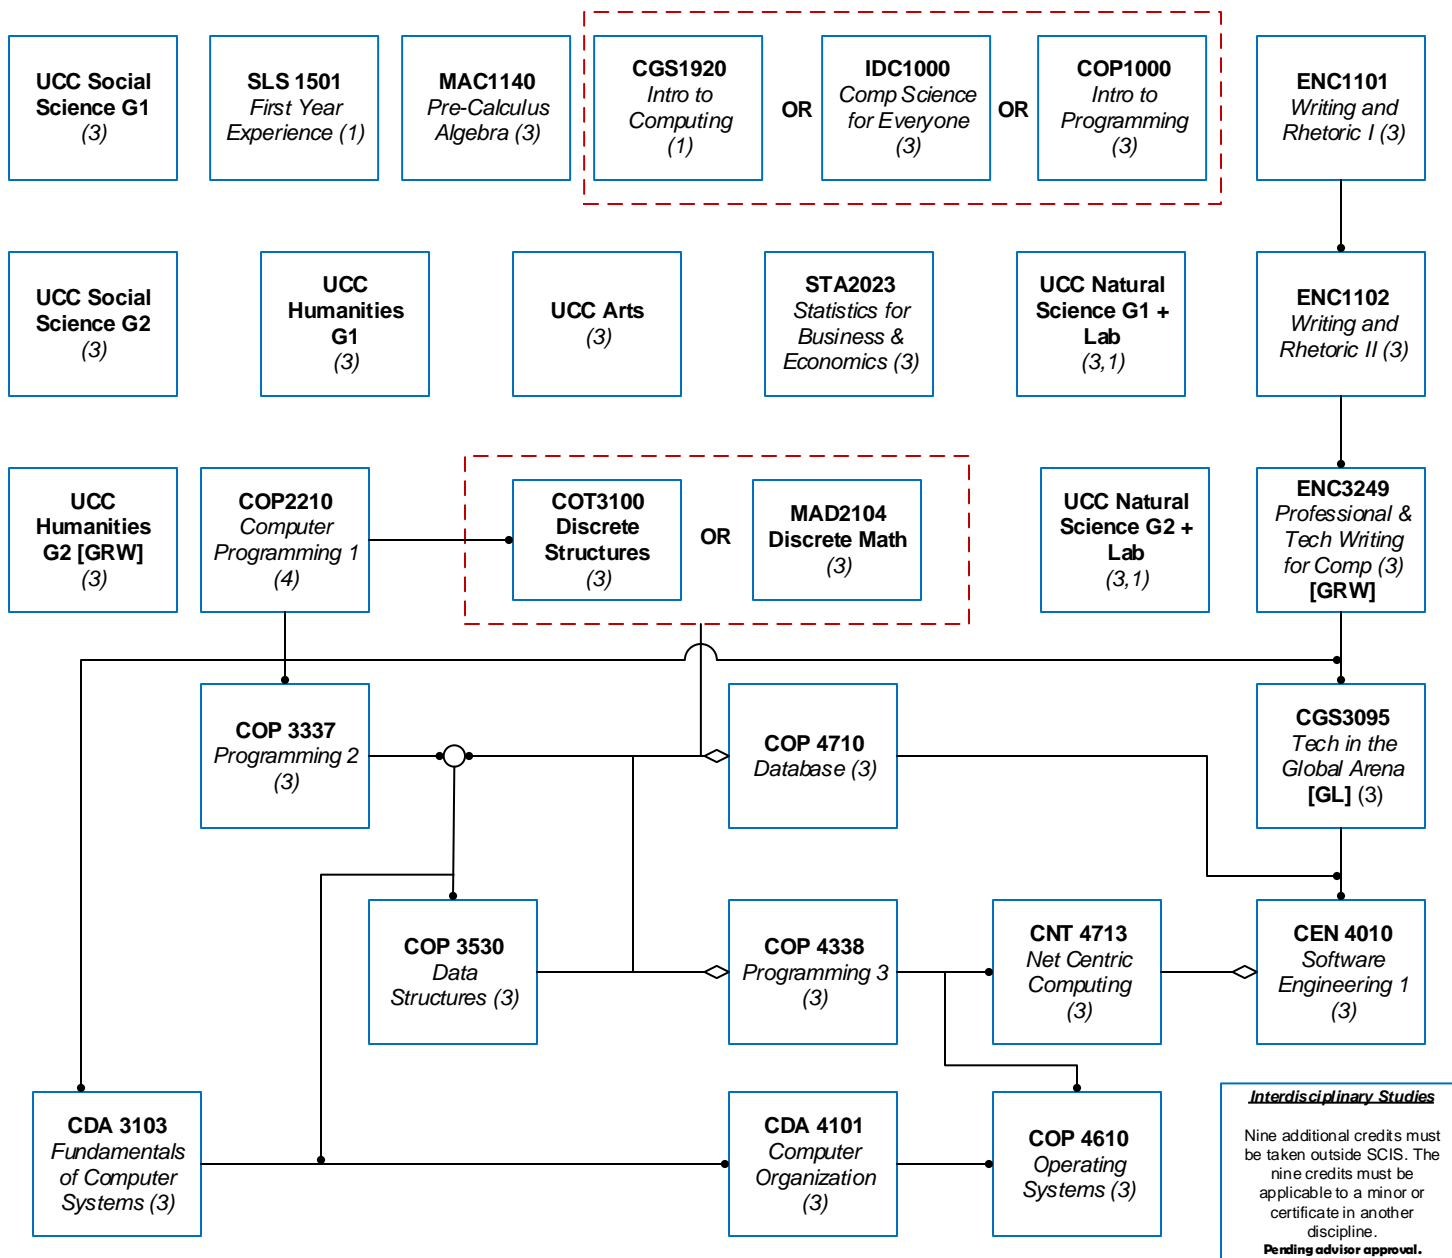 UCC Social
Science G1
(3)
SLS 1501
First Year
Experience (1)
MAC1140
Pre-Calculus
Algebra (3)
CGS1920
Intro to
Computing
(1)
OR
IDC1000
Comp Science
for Everyone
(3)
OR
COP1000
Intro to
Programming
(3)
ENC1101
Writing and
Rhetoric I (3)
UCC Social
Science G2
(3)
UCC
Humanities
G1
(3)
UCC Arts
(3)
STA2023
Statistics for
Business &
Economics (3)
UCC Natural
Science G1 +
Lab
(3,1)
ENC1102
Writing and
Rhetoric II (3)
UCC
Humanities
G2 [GRW]
(3)
COP2210
Computer
Programming 1
(4)
COT3100
Discrete
Structures
(3)
OR
MAD2104
Discrete Math
(3)
UCC Natural
Science G2 +
Lab
(3,1)
ENC3249
Professional &
Tech Writing
for Comp (3)
[GRW]
COP 3337
Programming 2
(3)
COP 4710
Database (3)
CGS3095
Tech in the
Global Arena
[GL] (3)
COP 3530
Data
Structures (3)
COP 4338
Programming 3
(3)
CNT 4713
Net Centric
Computing
(3)
CEN 4010
Software
Engineering 1
(3)
CDA 3103
Fundamentals
of Computer
Systems (3)
CDA 4101
Computer
Organization
(3)
COP 4610
Operating
Systems (3)
Interdisciplinary Studies
Nine additional credits must
be taken outside SCIS. The
nine credits must be
applicable to a minor or
certificate in another
discipline.
Pending advisor approval.